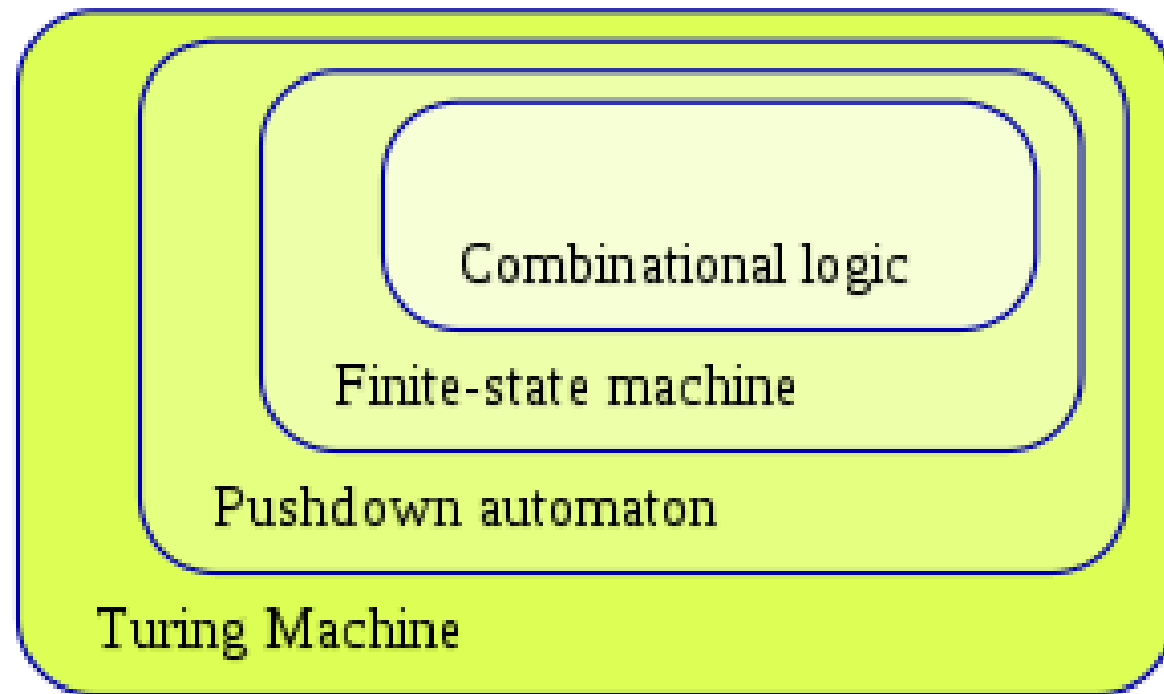 Combinational logic
Finite-state machine
Pushdown automaton
Turing Machine